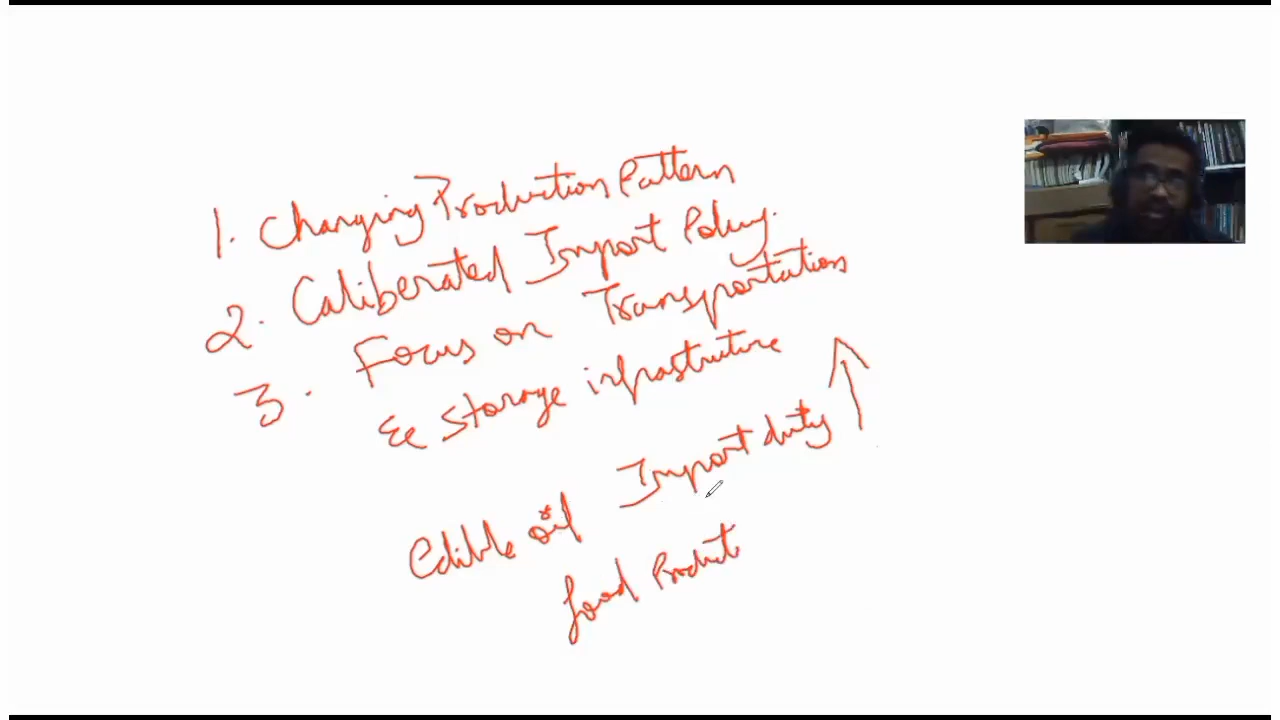 1. Changing Production Pattern
2. Caliberated Import Policy.
3. Focus on Transportation
& Storage infrastruture
Edible oil Import duty ↑
food Product